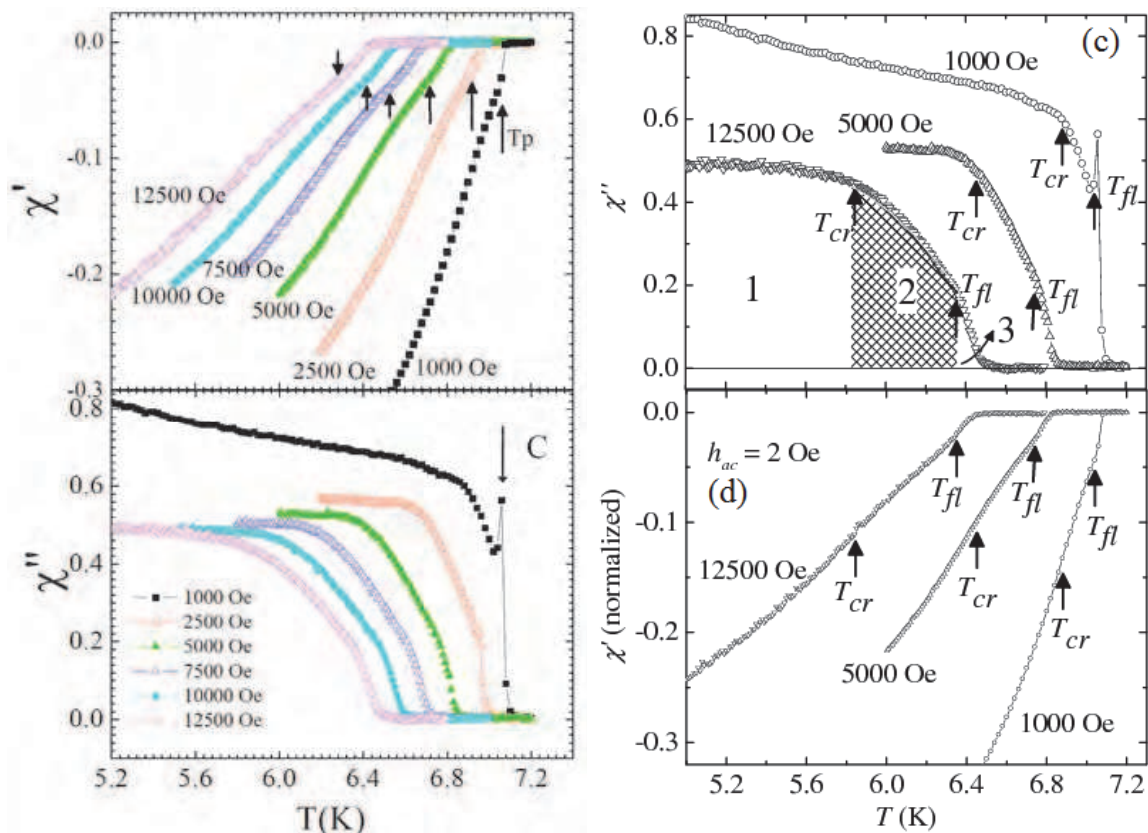 0.0
-0.1
-0.2
-0.3
χ'
Tp
12500 Oe
10000 Oe
7500 Oe
5000 Oe
2500 Oe
1000 Oe
0.8
0.6
0.4
0.2
0.0
χ''
C
1000 Oe
2500 Oe
5000 Oe
7500 Oe
10000 Oe
12500 Oe
5.2 5.6 6.0 6.4 6.8 7.2
T(K)
(c)
0.8
0.4
0.0
χ″
1000 Oe
12500 Oe
5000 Oe
Tcr
Tfl
Tcr
Tcr
1
2
Tfl
Tfl
3
0.0
-0.1
-0.2
-0.3
χ′ (normalized)
hac = 2 Oe
(d)
Tfl
Tfl
Tfl
12500 Oe
Tcr
Tcr
Tcr
5000 Oe
1000 Oe
5.2 5.6 6.0 6.4 6.8 7.2
T (K)